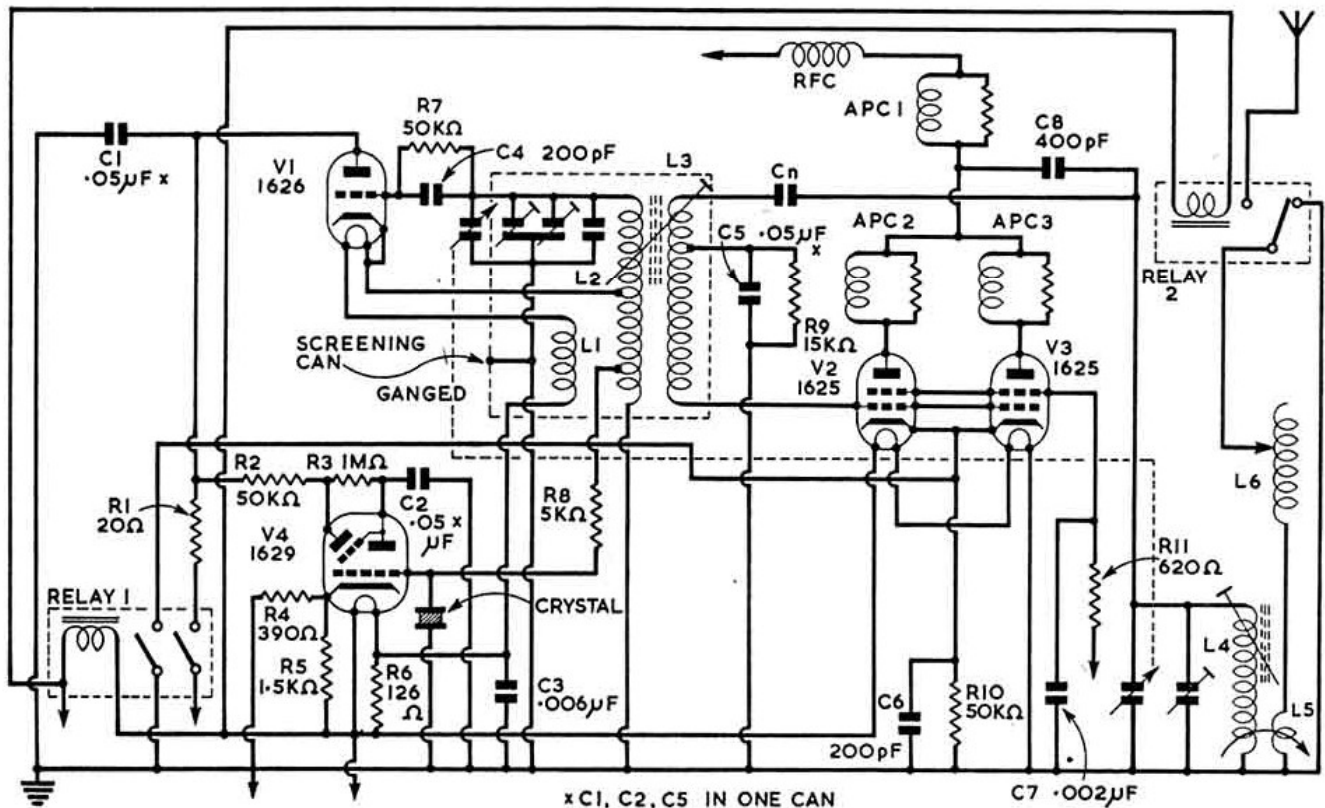 RFC
APC 1
R7
50KΩ
C4 200pF
C8
400pF
C1
.05µF x
V1
1626
L3
Cn
C5 .05µF
x
APC2
APC3
RELAY
2
L2
R9
15KΩ
V2
1625
V3
1625
L1
SCREENING
CAN
GANGED
R2
50KΩ
R3 1MΩ
C2
.05 x
µF
R8
5KΩ
L6
R1
20Ω
V4
1629
R11
620Ω
RELAY 1
CRYSTAL
R4
390Ω
R5
1.5KΩ
R6
126
Ω
C3
.006µF
L4
C6
200pF
R10
50KΩ
L5
x C1, C2, C5 IN ONE CAN
C7 .002µF